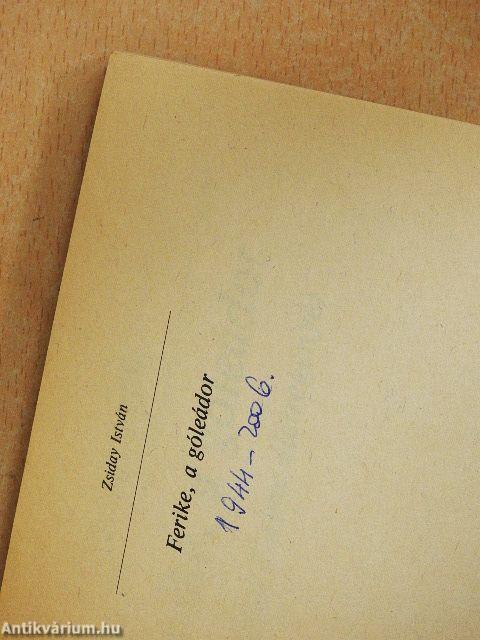 Zsiday István
Ferike, a góleádor
1944-2006.
Antikvárium.hu